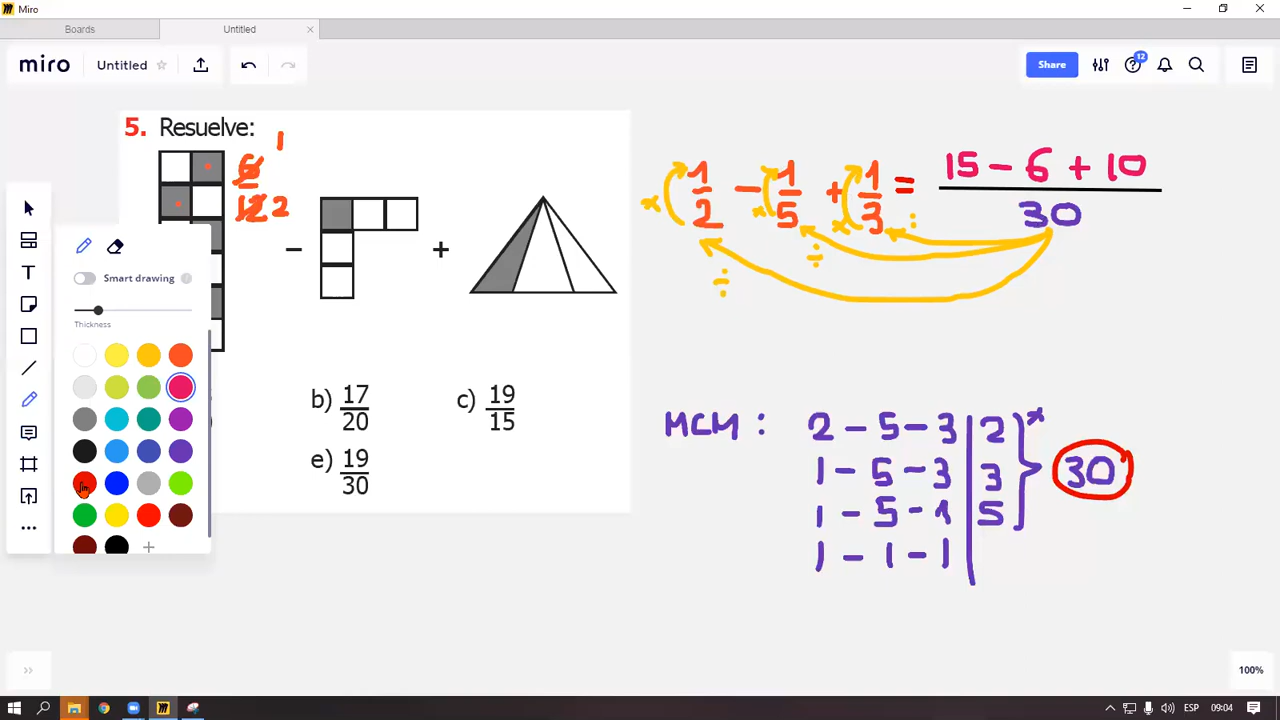 Miro
Boards
Untitled
miro
Untitled
Share
12
5. Resuelve:
1
6
12 2
−
+
Smart drawing
Thickness
b) 17/20
c) 19/15
e) 19/30
1/2 − 1/5 + 1/3 = 15 − 6 + 10 / 30
x x x
÷ ÷ ÷
MCM : 2 − 5 − 3 | 2 x
1 − 5 − 3 | 3 30
1 − 5 − 1 | 5
1 − 1 − 1
100%
ESP
09:04